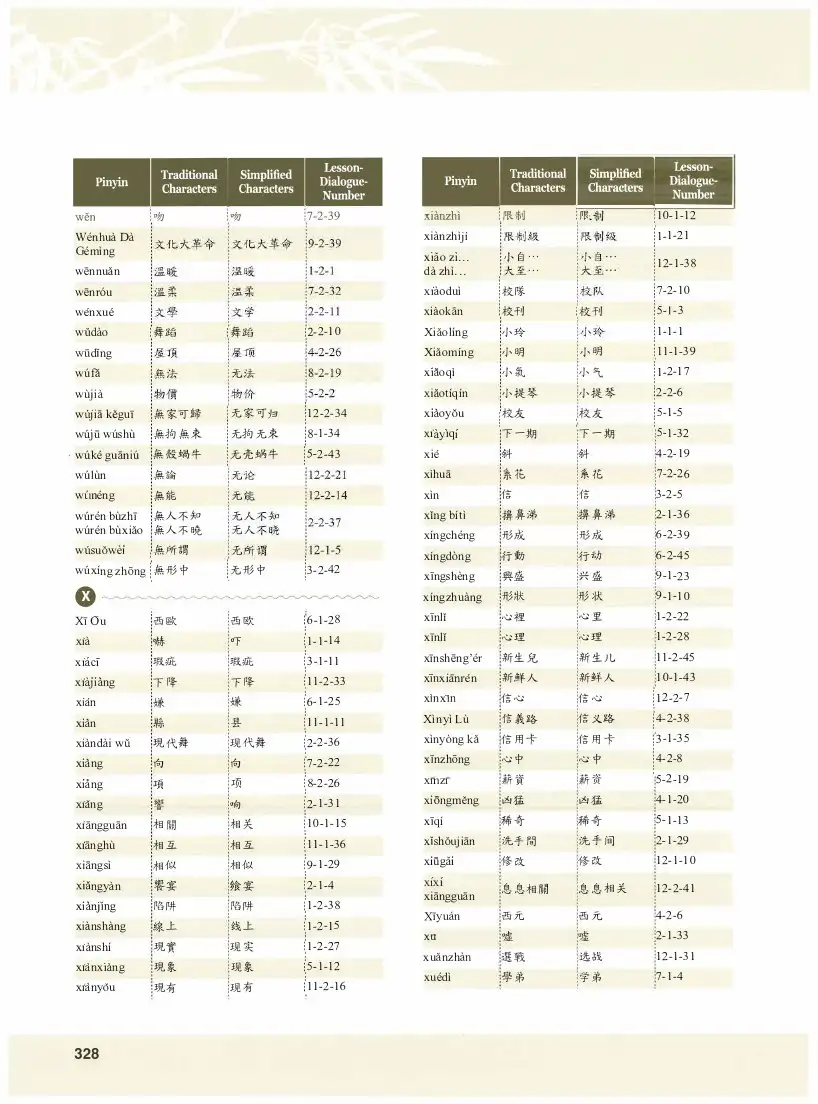 Pinyin Traditional Characters Simplified Characters Lesson-Dialogue-Number
wěn 吻 吻 7-2-39
Wénhuà Dà Gémìng 文化大革命 文化大革命 9-2-39
wēnnuǎn 溫暖 温暖 1-2-1
wēnróu 溫柔 温柔 7-2-32
wénxué 文學 文学 2-2-11
wǔdào 舞蹈 舞蹈 2-2-10
wūdǐng 屋頂 屋顶 4-2-26
wúfǎ 無法 无法 8-2-19
wùjià 物價 物价 5-2-2
wújiā kěguī 無家可歸 无家可归 12-2-34
wújū wúshù 無拘無束 无拘无束 8-1-34
wúké guāniú 無殼蝸牛 无壳蜗牛 5-2-43
wúlùn 無論 无论 12-2-21
wúnéng 無能 无能 12-2-14
wúrén bùzhī 無人不知 无人不知 2-2-37
wúrén bùxiǎo 無人不曉 无人不晓
wúsuǒwèi 無所謂 无所谓 12-1-5
wúxíng zhōng 無形中 无形中 3-2-42
X
Xī Ōu 西歐 西欧 6-1-28
xià 嚇 吓 1-1-14
xiácī 瑕疵 瑕疵 3-1-11
xiàjiàng 下降 下降 11-2-33
xián 嫌 嫌 6-1-25
xiàn 縣 县 11-1-11
xiàndài wǔ 現代舞 现代舞 2-2-36
xiàng 向 向 7-2-22
xiàng 項 项 8-2-26
xiǎng 響 响 2-1-31
xiāngguān 相關 相关 10-1-15
xiānghù 相互 相互 11-1-36
xiāngsì 相似 相似 9-1-29
xiǎngyàn 饗宴 飨宴 2-1-4
xiànjǐng 陷阱 陷阱 1-2-38
xiànshàng 線上 线上 1-2-15
xiànshí 現實 现实 1-2-27
xiànxiàng 現象 现象 5-1-12
xiànyǒu 現有 现有 11-2-16
Pinyin Traditional Characters Simplified Characters Lesson-Dialogue-Number
xiànzhì 限制 限制 10-1-12
xiànzhìjí 限制級 限制级 1-1-21
xiǎo zì… 小自… 小自… 12-1-38
dà zhì… 大至… 大至…
xiàoduì 校隊 校队 7-2-10
xiàokān 校刊 校刊 5-1-3
Xiǎolíng 小玲 小玲 1-1-1
Xiǎomíng 小明 小明 11-1-39
xiǎoqì 小氣 小气 1-2-17
xiǎotíqín 小提琴 小提琴 2-2-6
xiàoyǒu 校友 校友 5-1-5
xiàyìqí 下一期 下一期 5-1-32
xié 斜 斜 4-2-19
xìhuā 系花 系花 7-2-26
xìn 信 信 3-2-5
xǐng bítì 擤鼻涕 擤鼻涕 2-1-36
xíngchéng 形成 形成 6-2-39
xíngdòng 行動 行动 6-2-45
xīngshèng 興盛 兴盛 9-1-23
xíngzhuàng 形狀 形状 9-1-10
xīnlǐ 心裡 心里 1-2-22
xīnlǐ 心理 心理 1-2-28
xīnshēng'ér 新生兒 新生儿 11-2-45
xīnxiānrén 新鮮人 新鲜人 10-1-43
xìnxīn 信心 信心 12-2-7
Xìnyì Lù 信義路 信义路 4-2-38
xìnyòng kǎ 信用卡 信用卡 3-1-35
xīnzhōng 心中 心中 4-2-8
xīnzī 薪資 薪资 5-2-19
xiōngměng 凶猛 凶猛 4-1-20
xīqí 稀奇 稀奇 5-1-13
xǐshǒujiān 洗手間 洗手间 2-1-29
xiūgǎi 修改 修改 12-1-10
xíxí xiāngguān 息息相關 息息相关 12-2-41
Xīyuán 西元 西元 4-2-6
xū 噓 嘘 2-1-33
xuǎnzhàn 選戰 选战 12-1-31
xuédì 學弟 学弟 7-1-4
328